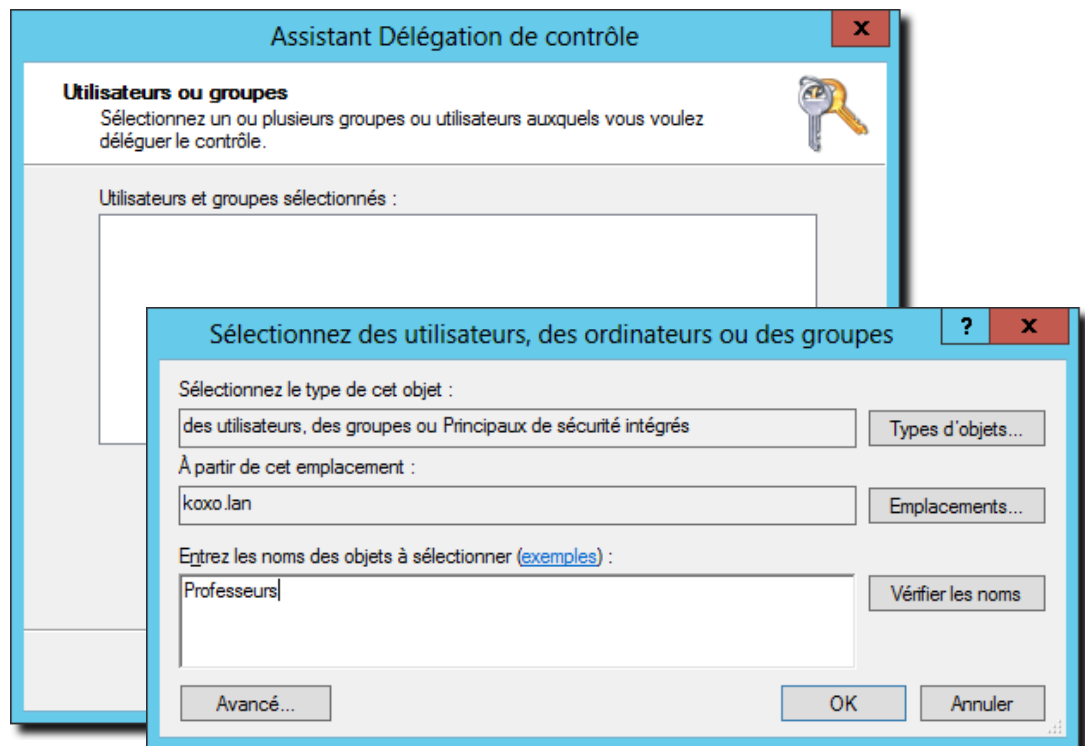 Assistant Délégation de contrôle
x
Utilisateurs ou groupes
Sélectionnez un ou plusieurs groupes ou utilisateurs auxquels vous voulez
déléguer le contrôle.
Utilisateurs et groupes sélectionnés :
Sélectionnez des utilisateurs, des ordinateurs ou des groupes
? x
Sélectionnez le type de cet objet :
des utilisateurs, des groupes ou Principaux de sécurité intégrés
Types d'objets...
À partir de cet emplacement :
koxo.lan
Emplacements...
Entrez les noms des objets à sélectionner (exemples) :
Professeurs
Vérifier les noms
Avancé...
OK
Annuler